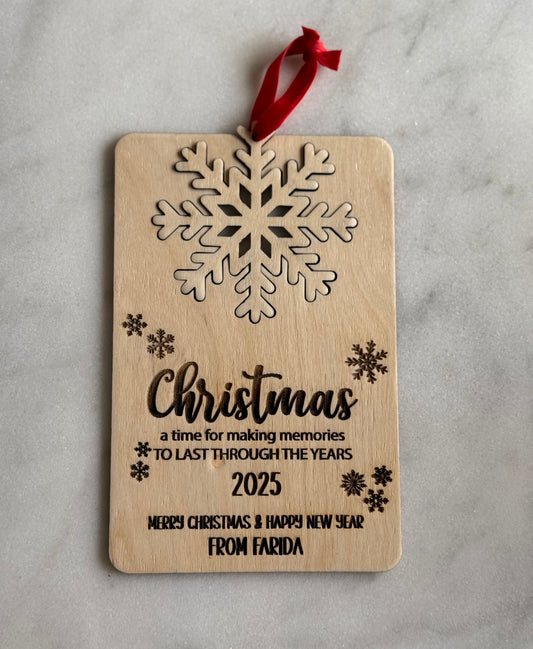 Christmas
a time for making memories
TO LAST THROUGH THE YEARS
2025
MERRY CHRISTMAS & HAPPY NEW YEAR
FROM FARIDA